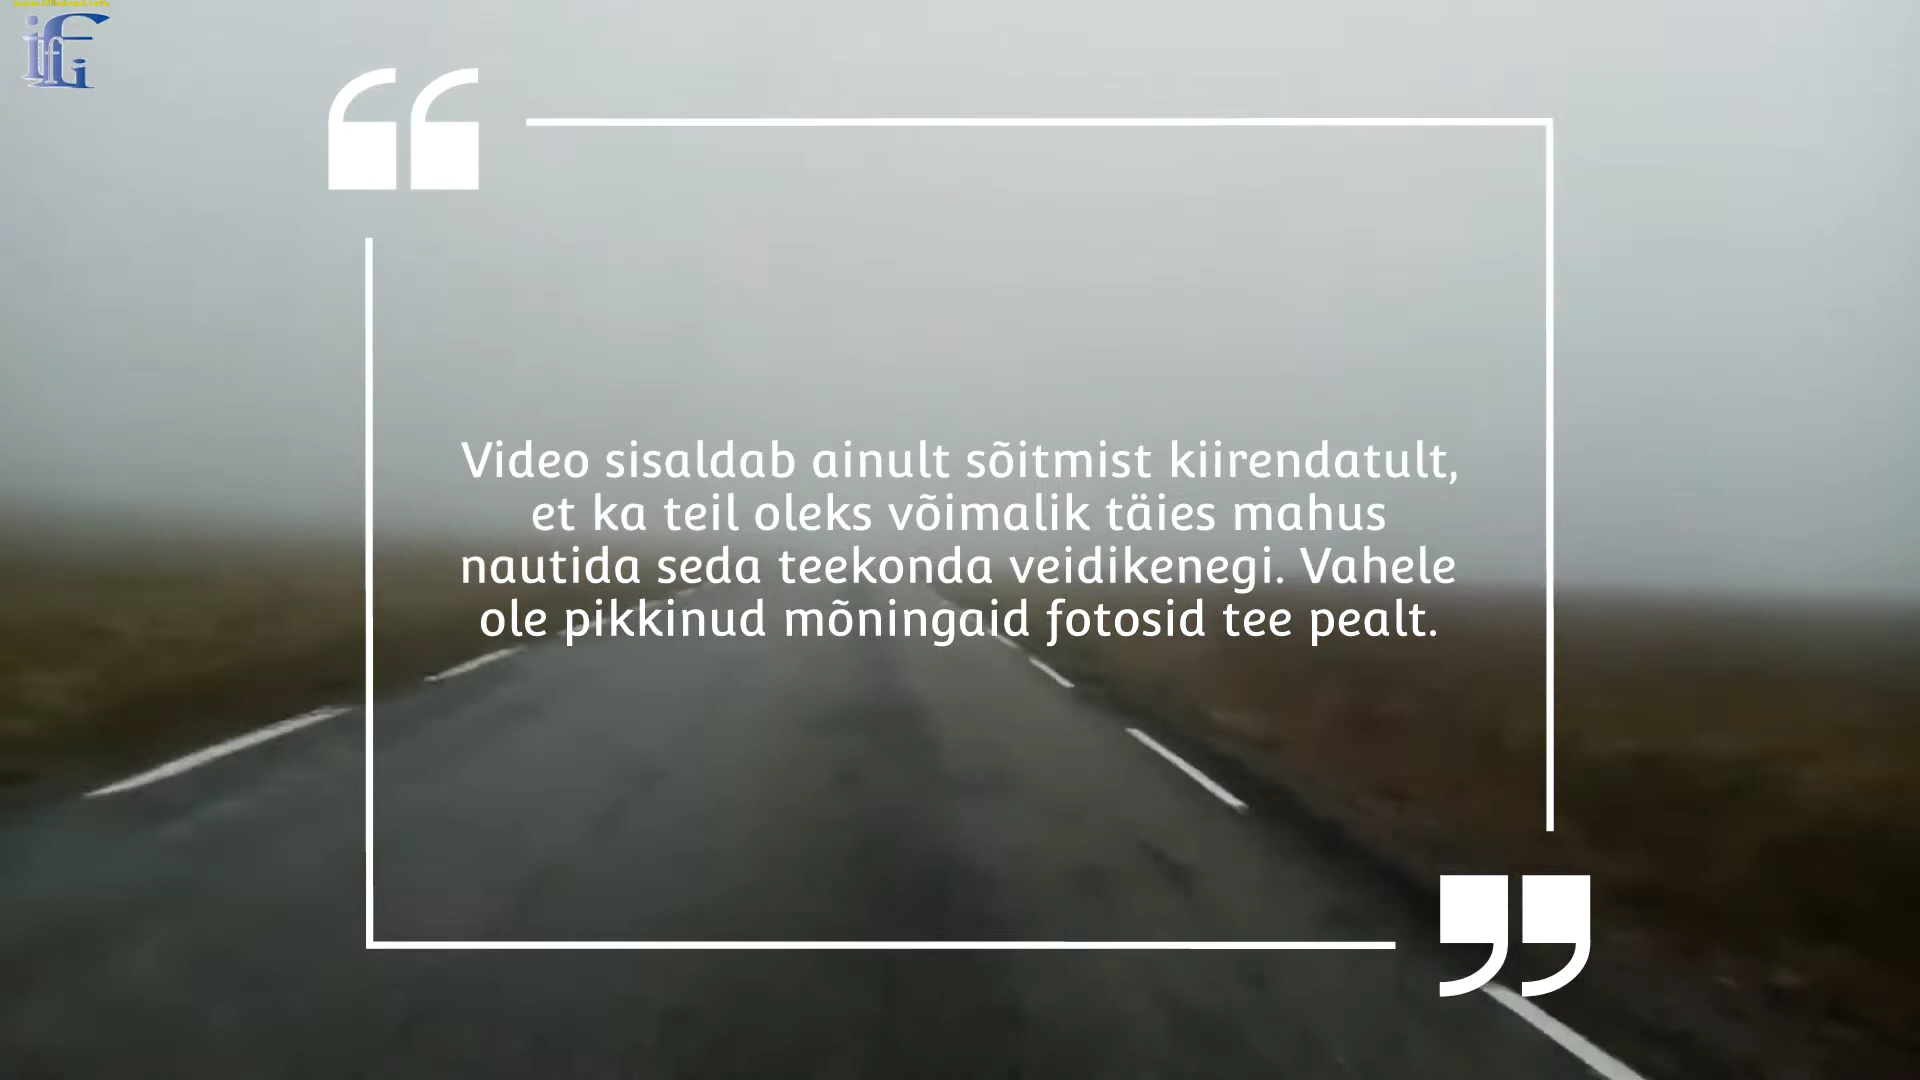 Video sisaldab ainult sõitmist kiirendatult,
et ka teil oleks võimalik täies mahus
nautida seda teekonda veidikenegi. Vahele
ole pikkinud mõningaid fotosid tee pealt.